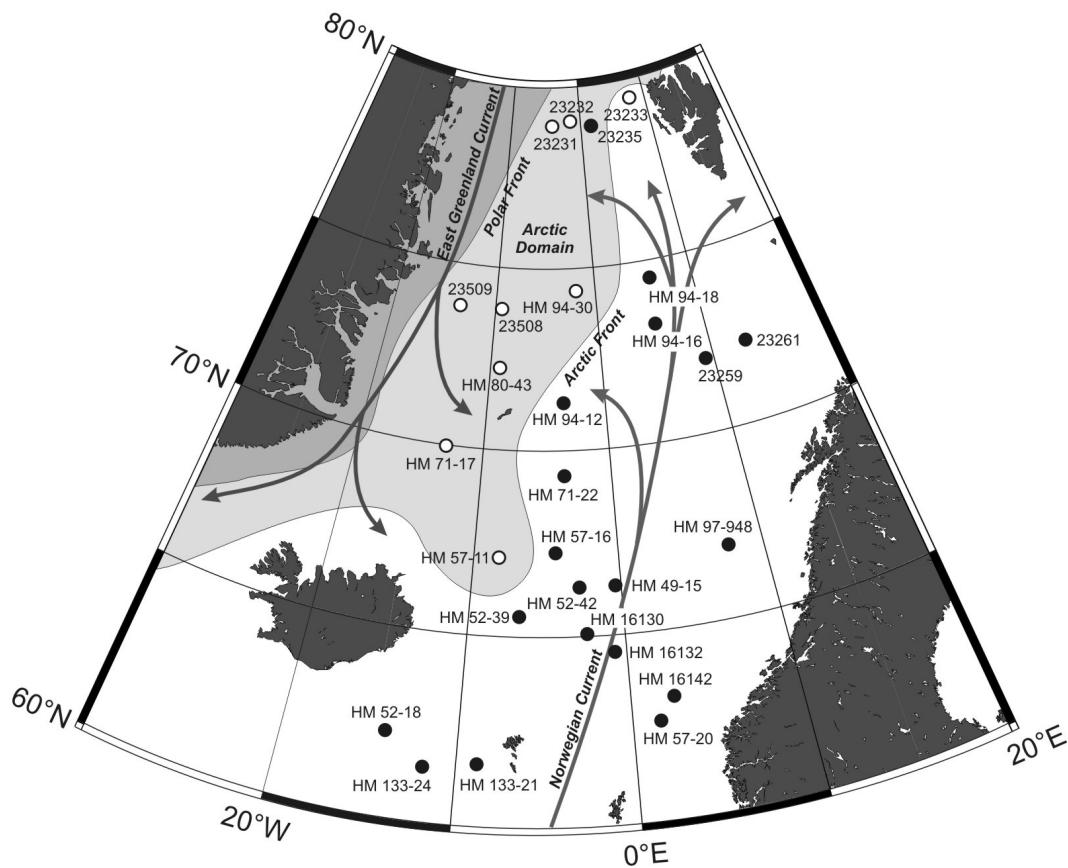 80°N
23232
23231
23233
23235
East Greenland Current
Polar Front
Arctic
Domain
23509
23508
HM 94-30
HM 94-18
HM 94-16
23261
23259
Arctic Front
70°N
HM 80-43
HM 94-12
HM 71-17
HM 71-22
HM 57-16
HM 97-948
HM 57-11
HM 49-15
HM 52-42
HM 52-39
HM 16130
HM 16132
HM 16142
HM 57-20
Norwegian Current
HM 52-18
HM 133-24
HM 133-21
60°N
20°W
0°E
20°E